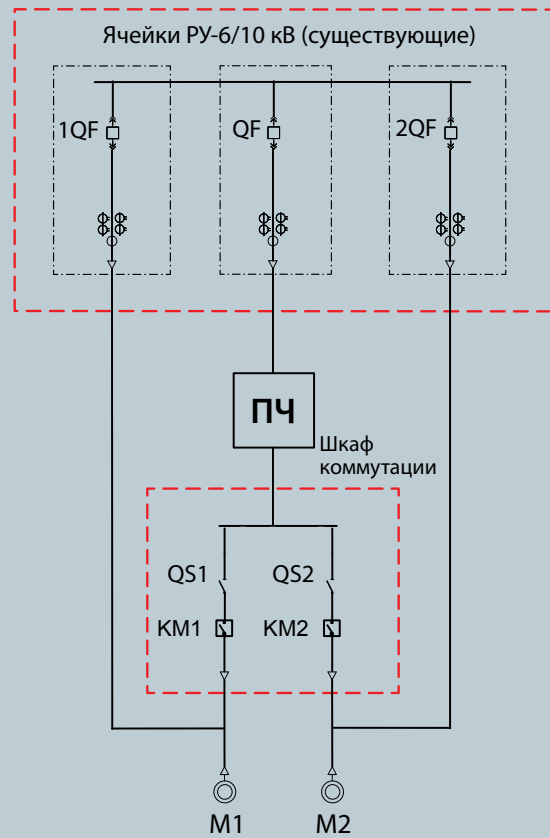 Ячейки РУ-6/10 кВ (существующие)
1QF
QF
2QF
ПЧ
Шкаф
коммутации
QS1
QS2
KM1
KM2
M1
M2